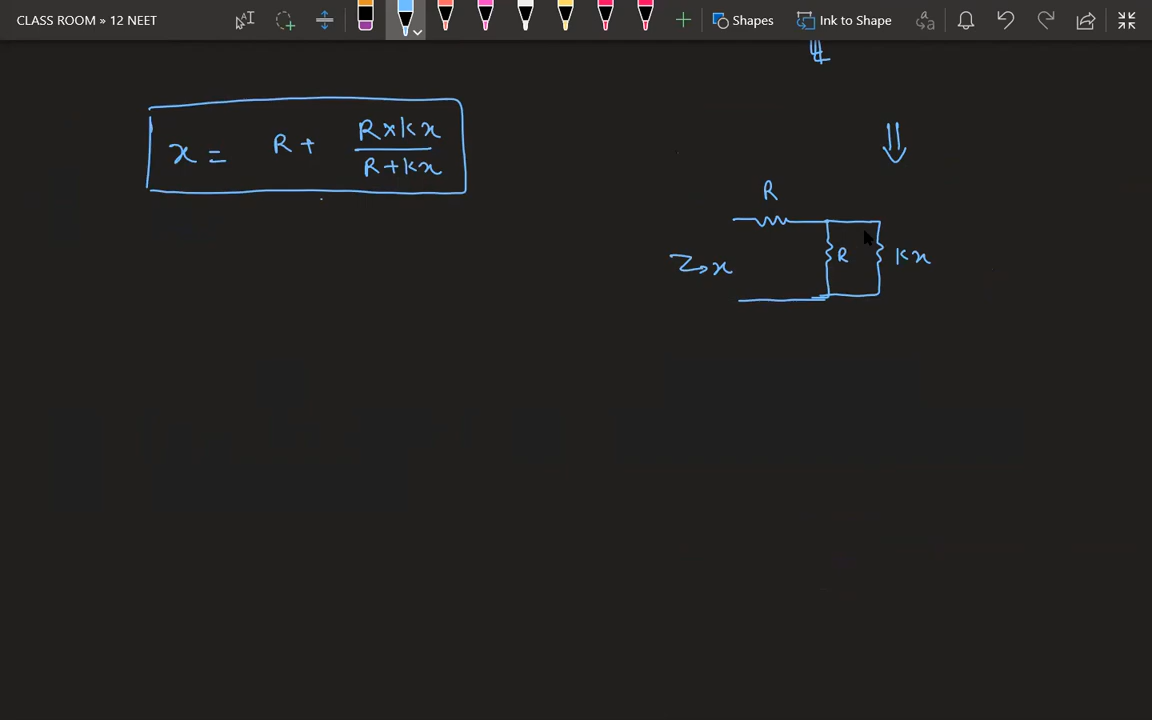 CLASS ROOM » 12 NEET
Shapes
Ink to Shape
x = R + R×kx / R+kx
R
R
kx
x